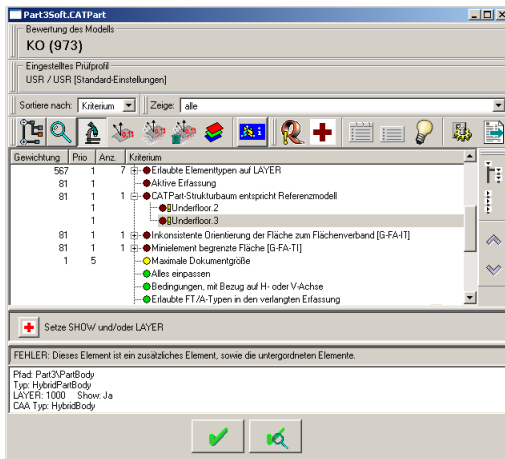 Part3Soft.CATPart
Bewertung des Modells
KO (973)
Eingestelltes Prüfprofil
USR / USR [Standard-Einstellungen]
Sortiere nach: Kriterium Zeige: alle
Gewichtung Prio Anz. Kriterium
567 1 7 Erlaubte Elementtypen auf LAYER
81 1 Aktive Erfassung
81 1 1 CATPart-Strukturbaum entspricht Referenzmodell
1 Underfloor.2
1 Underfloor.3
81 1 1 Inkonsistente Orientierung der Fläche zum Flächenverband [G-FA-IT]
81 1 1 Minielement begrenzte Fläche [G-FA-TI]
1 5 Maximale Dokumentgröße
Alles einpassen
Bedingungen, mit Bezug auf H- oder V-Achse
Erlaubte FT/A-Typen in den verlangten Erfassung
Setze SHOW und/oder LAYER
FEHLER: Dieses Element ist ein zusätzliches Element, sowie die untergeordneten Elemente.
Pfad: Part3\PartBody
Typ: HybridPartBody
LAYER: 1000 Show: Ja
CAA Typ: HybridBody